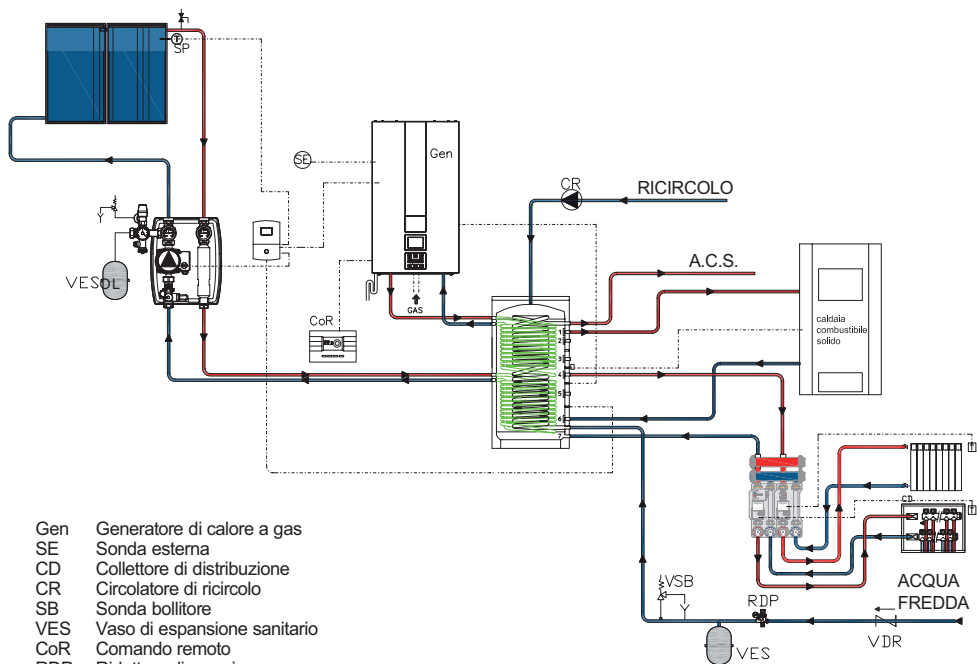 SP
SE
Gen
CR
RICIRCOLO
A.C.S.
VESOL
GAS
CoR
caldaia
combustibile
solido
1
2
3
4
5
6
7
CD
VSB
RDP
ACQUA
FREDDA
VDR
VES
Gen Generatore di calore a gas
SE Sonda esterna
CD Collettore di distribuzione
CR Circolatore di ricircolo
SB Sonda bollitore
VES Vaso di espansione sanitario
CoR Comando remoto